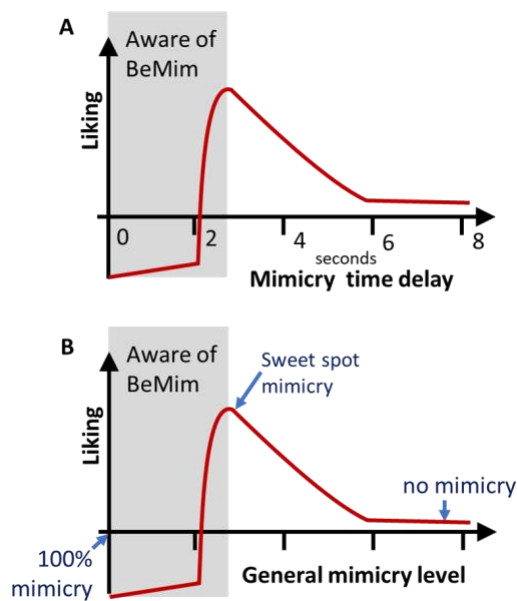 A
Aware of
BeMim
Liking
0
2
4
6
8
seconds
Mimicry time delay
B
Aware of
BeMim
Sweet spot
mimicry
Liking
no mimicry
100%
mimicry
General mimicry level